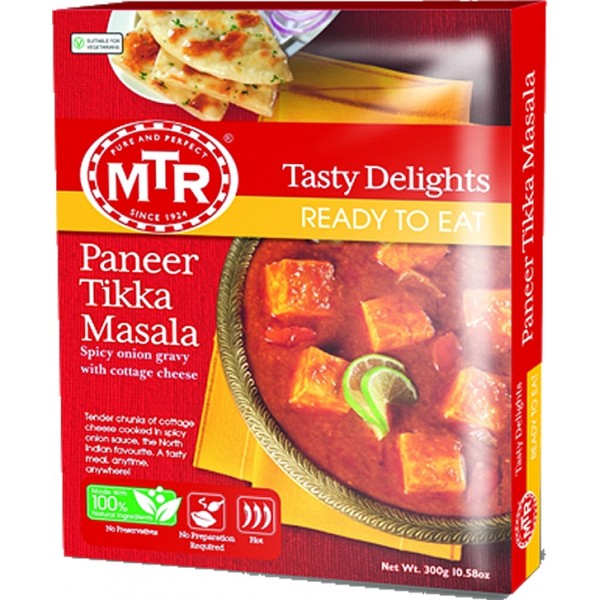 SUITABLE FOR
VEGETARIANS
PURE AND PERFECT
MTR
®
SINCE 1924
Tasty Delights
READY TO EAT
Paneer
Tikka
Masala
Spicy onion gravy
with cottage cheese
Tender chunks of cottage
cheese cooked in spicy
onion sauce, the North
Indian favourite. A tasty
meal, anytime,
anywhere!
Made With
100%
Natural Ingredients
No Preservatives
No Preparation
Required
Hot
Net Wt. 300g 10.58oz
Paneer Tikka Masala
Tasty Delights
READY TO EAT
MTR